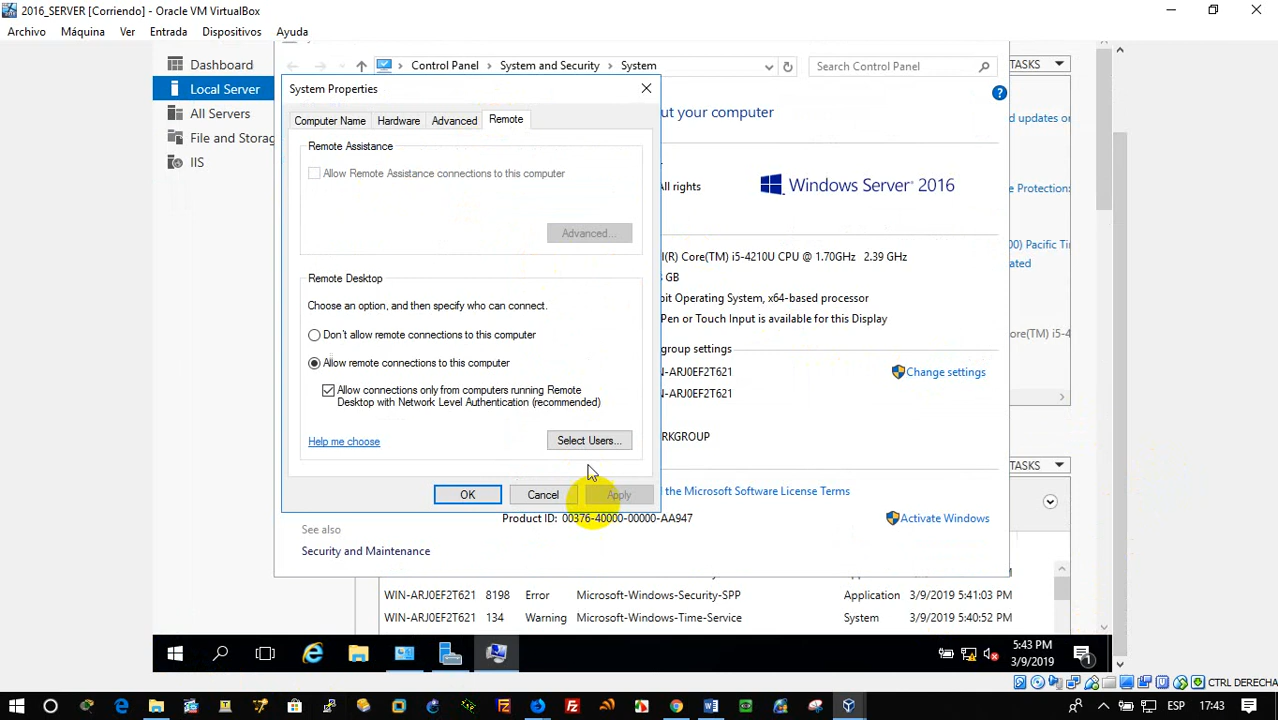 2016_SERVER [Corriendo] - Oracle VM VirtualBox
Archivo Máquina Ver Entrada Dispositivos Ayuda
Dashboard
Local Server
All Servers
File and Storag
IIS
Control Panel > System and Security > System
Search Control Panel
TASKS
System Properties
ut your computer
ed updates on
Computer Name Hardware Advanced Remote
Remote Assistance
Allow Remote Assistance connections to this computer
All rights
Windows Server® 2016
Protection:
Advanced...
00) Pacific Tim
ated
l(R) Core(TM) i5-4210U CPU @ 1.70GHz 2.39 GHz
GB
Remote Desktop
bit Operating System, x64-based processor
Choose an option, and then specify who can connect.
Pen or Touch Input is available for this Display
Don't allow remote connections to this computer
ore(TM) i5-4
group settings
Allow remote connections to this computer
N-ARJ0EF2T621
Change settings
Allow connections only from computers running Remote
Desktop with Network Level Authentication (recommended)
N-ARJ0EF2T621
Help me choose
Select Users...
RKGROUP
TASKS
OK Cancel Apply
the Microsoft Software License Terms
Product ID: 00376-40000-00000-AA947
Activate Windows
See also
Security and Maintenance
WIN-ARJ0EF2T621 8198 Error Microsoft-Windows-Security-SPP Application 3/9/2019 5:41:03 PM
WIN-ARJ0EF2T621 134 Warning Microsoft-Windows-Time-Service System 3/9/2019 5:40:52 PM
5:43 PM
3/9/2019
1
CTRL DERECHA
ESP 17:43